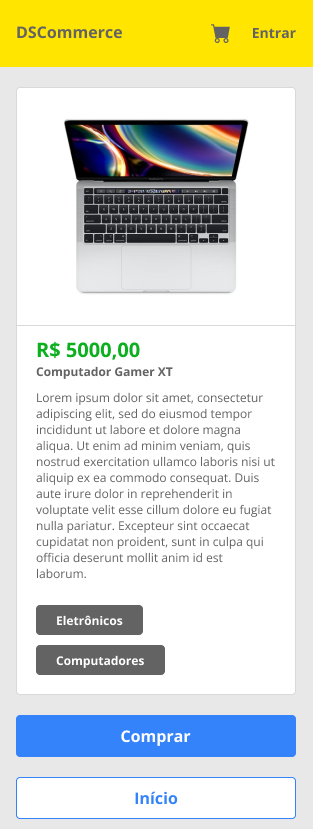 DSCommerce
Entrar
R$ 5000,00
Computador Gamer XT
Lorem ipsum dolor sit amet, consectetur
adipiscing elit, sed do eiusmod tempor
incididunt ut labore et dolore magna
aliqua. Ut enim ad minim veniam, quis
nostrud exercitation ullamco laboris nisi ut
aliquip ex ea commodo consequat. Duis
aute irure dolor in reprehenderit in
voluptate velit esse cillum dolore eu fugiat
nulla pariatur. Excepteur sint occaecat
cupidatat non proident, sunt in culpa qui
officia deserunt mollit anim id est
laborum.
Eletrônicos
Computadores
Comprar
Início